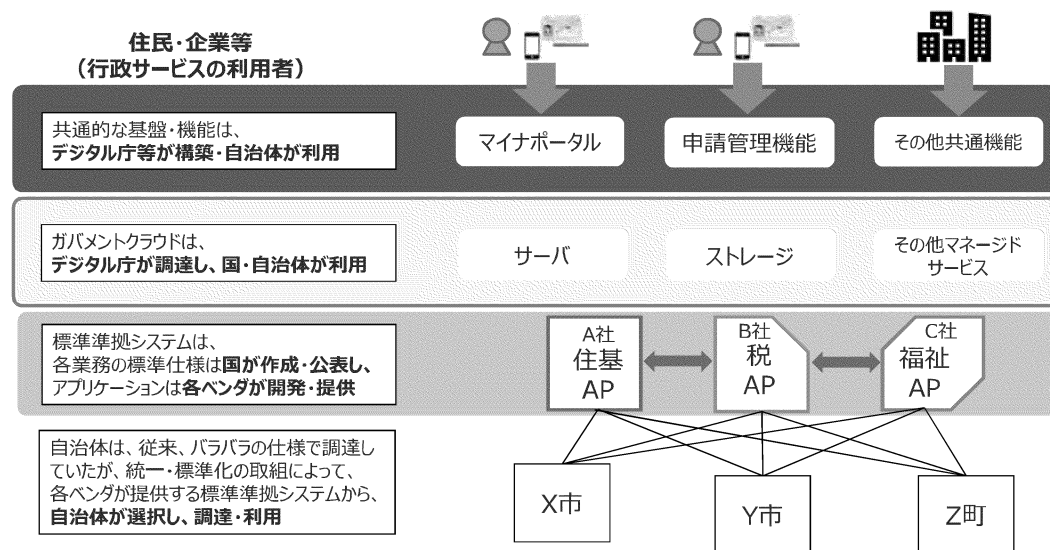 住民・企業等
（行政サービスの利用者）
共通的な基盤・機能は、
デジタル庁等が構築・自治体が利用
マイナポータル
申請管理機能
その他共通機能
ガバメントクラウドは、
デジタル庁が調達し、国・自治体が利用
サーバ
ストレージ
その他マネージド
サービス
標準準拠システムは、
各業務の標準仕様は国が作成・公表し、
アプリケーションは各ベンダが開発・提供
A社
住基
AP
B社
税
AP
C社
福祉
AP
自治体は、従来、バラバラの仕様で調達し
ていたが、統一・標準化の取組によって、
各ベンダが提供する標準準拠システムから、
自治体が選択し、調達・利用
X市
Y市
Z町